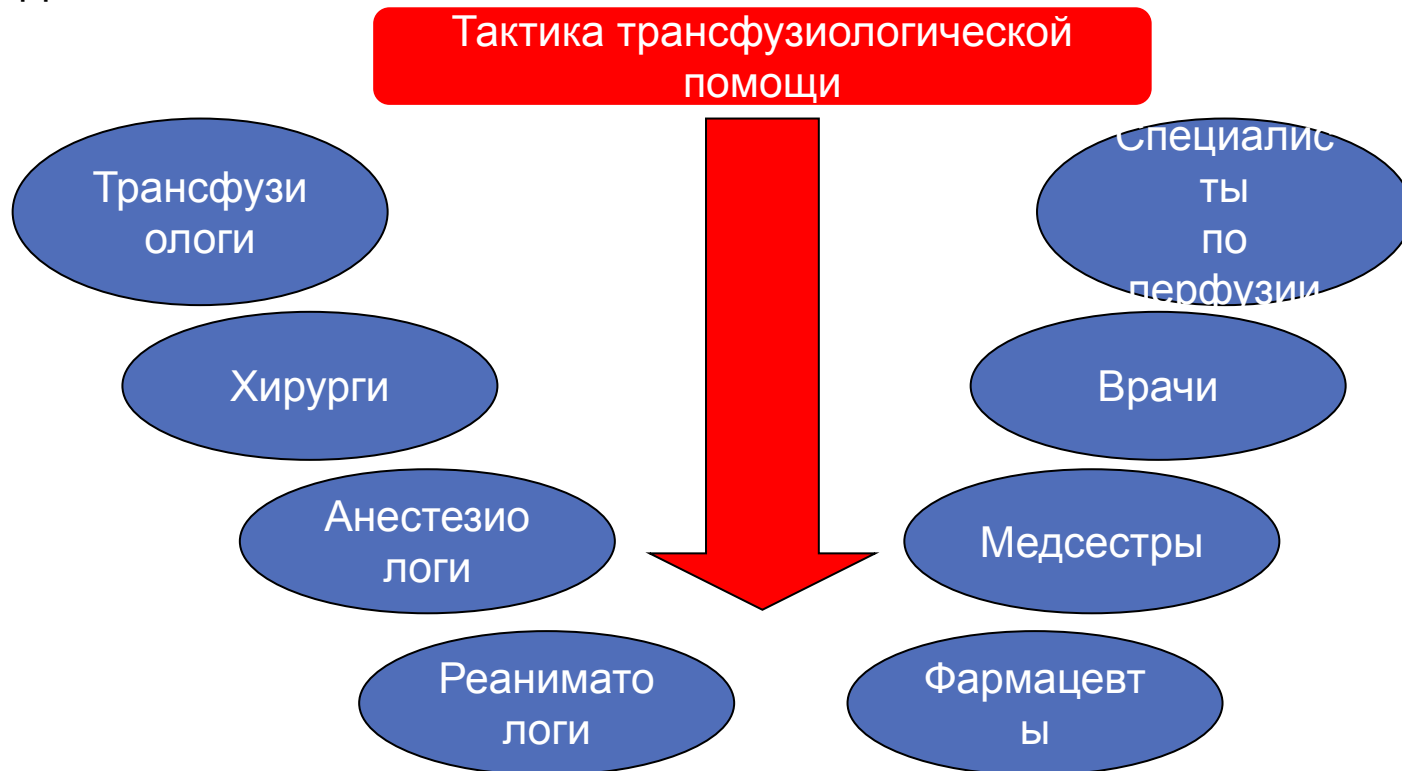 Тактика трансфузиологической
помощи
Трансфузи
ологи
Специалис
ты
по
перфузии
Хирурги
Врачи
Анестезио
логи
Медсестры
Реанимато
логи
Фармацевт
ы